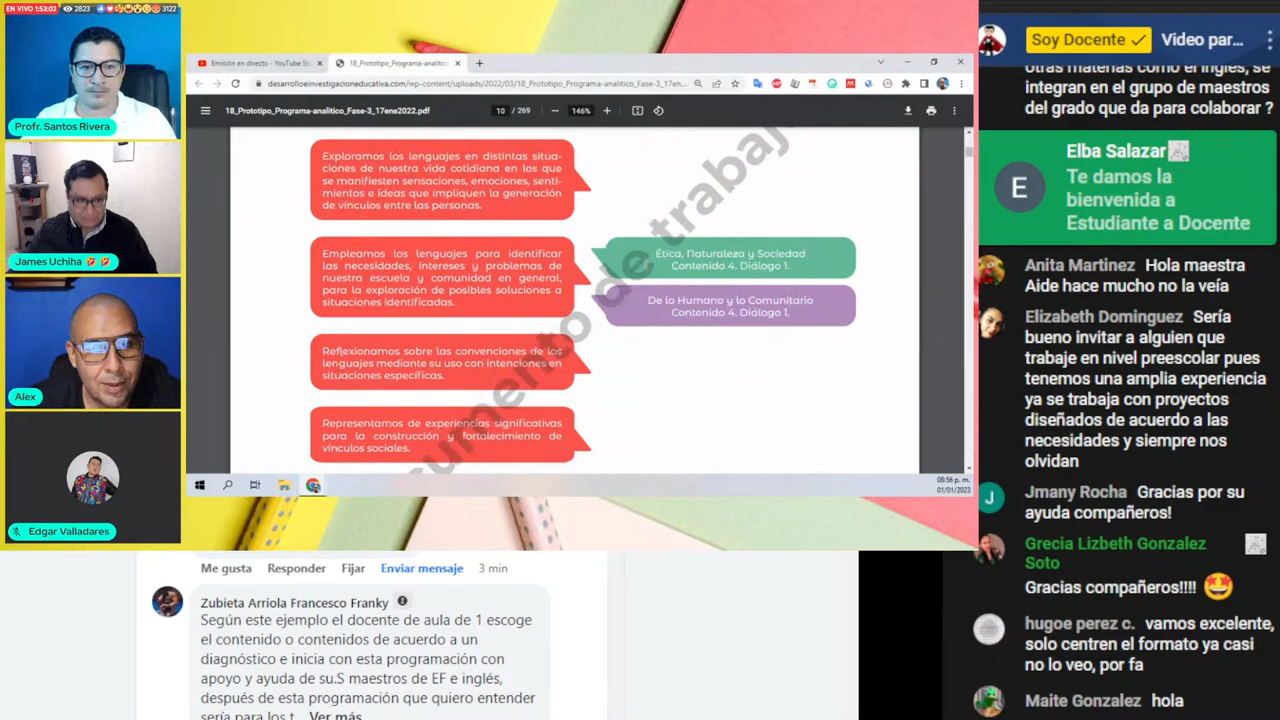 EN VIVO 1:53:02
2823
3122
Profr. Santos Rivera
James Uchiha
Alex
Edgar Valladares
Emisión en directo - YouTube St
18_Prototipo_Programa-analitico_
desarrolloeinvestigacioneducativa.com/wp-content/uploads/2022/03/18_Prototipo_Programa-analitico_Fase-3_17en...
18_Prototipo_Programa-analitico_Fase-3_17ene2022.pdf
10 / 269
146%
Exploramos los lenguajes en distintas situa-
ciones de nuestra vida cotidiana en los que
se manifiesten sensaciones, emociones, senti-
mientos e ideas que impliquen la generación
de vínculos entre las personas.
Empleamos los lenguajes para identificar
las necesidades, intereses y problemas de
nuestra escuela y comunidad en general,
para la exploración de posibles soluciones a
situaciones identificadas.
Ética, Naturaleza y Sociedad
Contenido 4. Diálogo 1.
De lo Humano y lo Comunitario
Contenido 4. Diálogo 1.
Reflexionamos sobre las convenciones de los
lenguajes mediante su uso con intenciones en
situaciones específicas.
Representamos de experiencias significativas
para la construcción y fortalecimiento de
vínculos sociales.
sumento de trabajo
08:56 p. m.
01/01/2023
Me gusta Responder Fijar Enviar mensaje 3 min
Zubieta Arriola Francesco Franky
Según este ejemplo el docente de aula de 1 escoge
el contenido o contenidos de acuerdo a un
diagnóstico e inicia con esta programación con
apoyo y ayuda de su.S maestros de EF e inglés,
después de esta programación que quiero entender
sería para los t... Ver más
Soy Docente
Video par...
otras materias como el inglés, se
integran en el grupo de maestros
del grado que da para colaborar ?
E
Elba Salazar
Te damos la
bienvenida a
Estudiante a Docente
Anita Martinez Hola maestra
Aide hace mucho no la veía
Elizabeth Dominguez Sería
bueno invitar a alguien que
trabaje en nivel preescolar pues
tenemos una amplia experiencia
ya se trabaja con proyectos
diseñados de acuerdo a las
necesidades y siempre nos
olvidan
J
Jmany Rocha Gracias por su
ayuda compañeros!
Grecia Lizbeth Gonzalez
Soto
Gracias compañeros!!!!
hugoe perez c. vamos excelente,
solo centren el formato ya casi
no lo veo, por fa
Maite Gonzalez hola